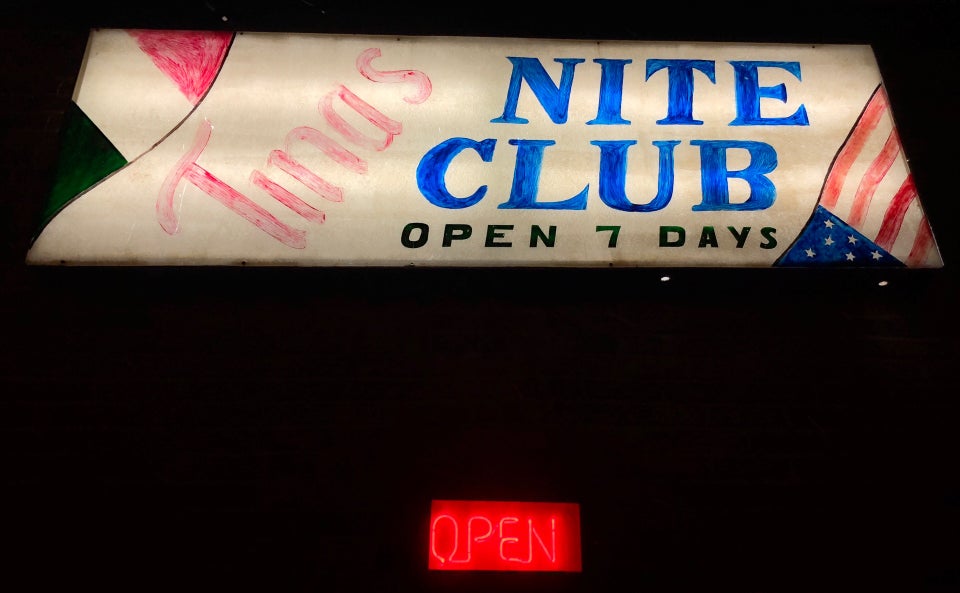 Tina's
NITE
CLUB
OPEN 7 DAYS
OPEN